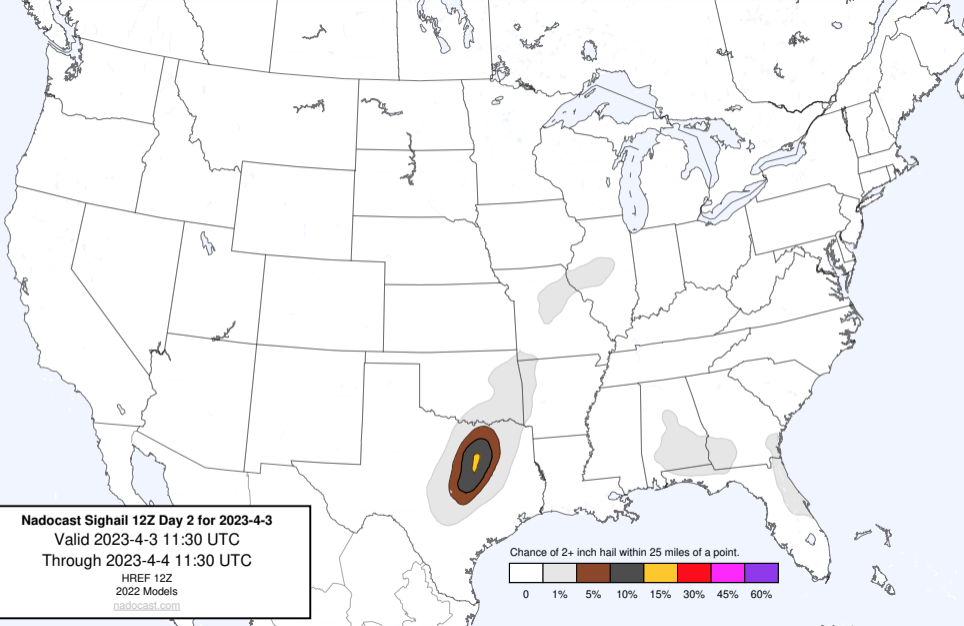 Nadocast Sighail 12Z Day 2 for 2023-4-3
Valid 2023-4-3 11:30 UTC
Through 2023-4-4 11:30 UTC
HREF 12Z
2022 Models
nadocast.com
Chance of 2+ inch hail within 25 miles of a point.
0 1% 5% 10% 15% 30% 45% 60%